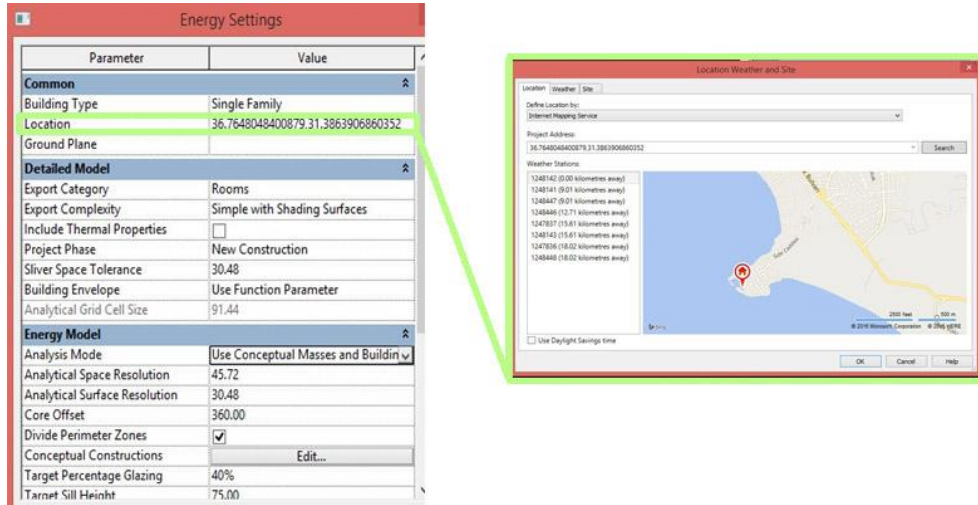 Energy Settings
Parameter Value
Common
Building Type Single Family
Location 36.7648048400879.31.3863906860352
Ground Plane
Detailed Model
Export Category Rooms
Export Complexity Simple with Shading Surfaces
Include Thermal Properties
Project Phase New Construction
Sliver Space Tolerance 30.48
Building Envelope Use Function Parameter
Analytical Grid Cell Size 91.44
Energy Model
Analysis Mode Use Conceptual Masses and Buildin
Analytical Space Resolution 45.72
Analytical Surface Resolution 30.48
Core Offset 360.00
Divide Perimeter Zones
Conceptual Constructions Edit...
Target Percentage Glazing 40%
Target Sill Height 75.00
Location Weather and Site
Location Weather Site
Define Location by:
Internet Mapping Service
Project Address:
36.7648048400879,31.3863906860352 Search
Weather Stations:
1248142 (0.00 kilometres away)
1248141 (9.01 kilometres away)
1248447 (9.01 kilometres away)
1248446 (12.71 kilometres away)
1247837 (15.61 kilometres away)
1248143 (15.61 kilometres away)
1247836 (18.02 kilometres away)
1248448 (18.02 kilometres away)
2500 feet 500 m
© 2016 Microsoft Corporation © HERE
Use Daylight Savings time
OK Cancel Help